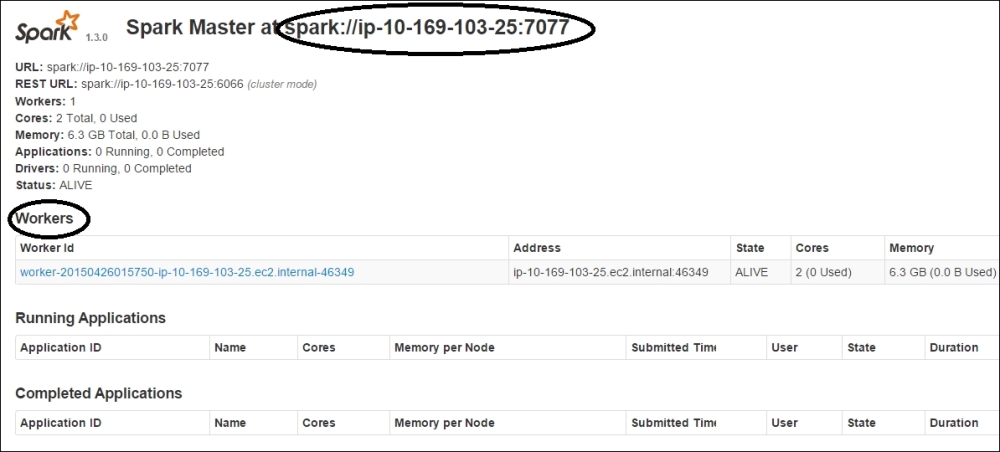 Spark 1.3.0 Spark Master at spark://ip-10-169-103-25:7077
URL: spark://ip-10-169-103-25:7077
REST URL: spark://ip-10-169-103-25:6066 (cluster mode)
Workers: 1
Cores: 2 Total, 0 Used
Memory: 6.3 GB Total, 0.0 B Used
Applications: 0 Running, 0 Completed
Drivers: 0 Running, 0 Completed
Status: ALIVE
Workers
Worker Id Address State Cores Memory
worker-20150426015750-ip-10-169-103-25.ec2.internal-46349 ip-10-169-103-25.ec2.internal:46349 ALIVE 2 (0 Used) 6.3 GB (0.0 B Used)
Running Applications
Application ID Name Cores Memory per Node Submitted Time User State Duration
Completed Applications
Application ID Name Cores Memory per Node Submitted Time User State Duration